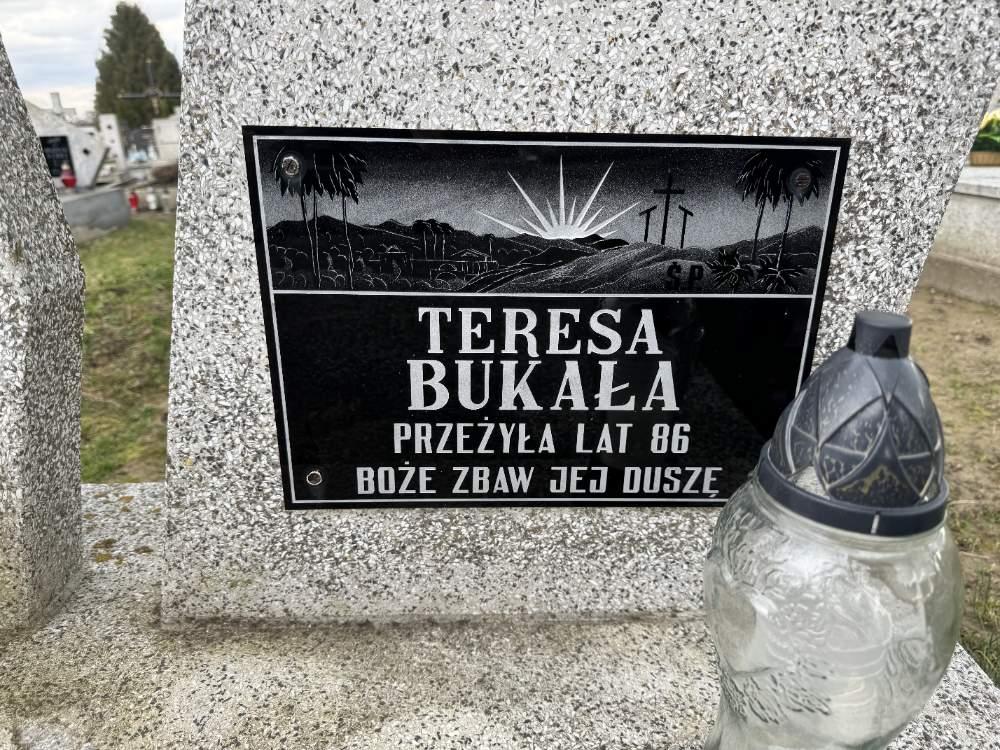 Ś.P.
TERESA
BUKAŁA
PRZEŻYŁA LAT 86
BOŻE ZBAW JEJ DUSZĘ